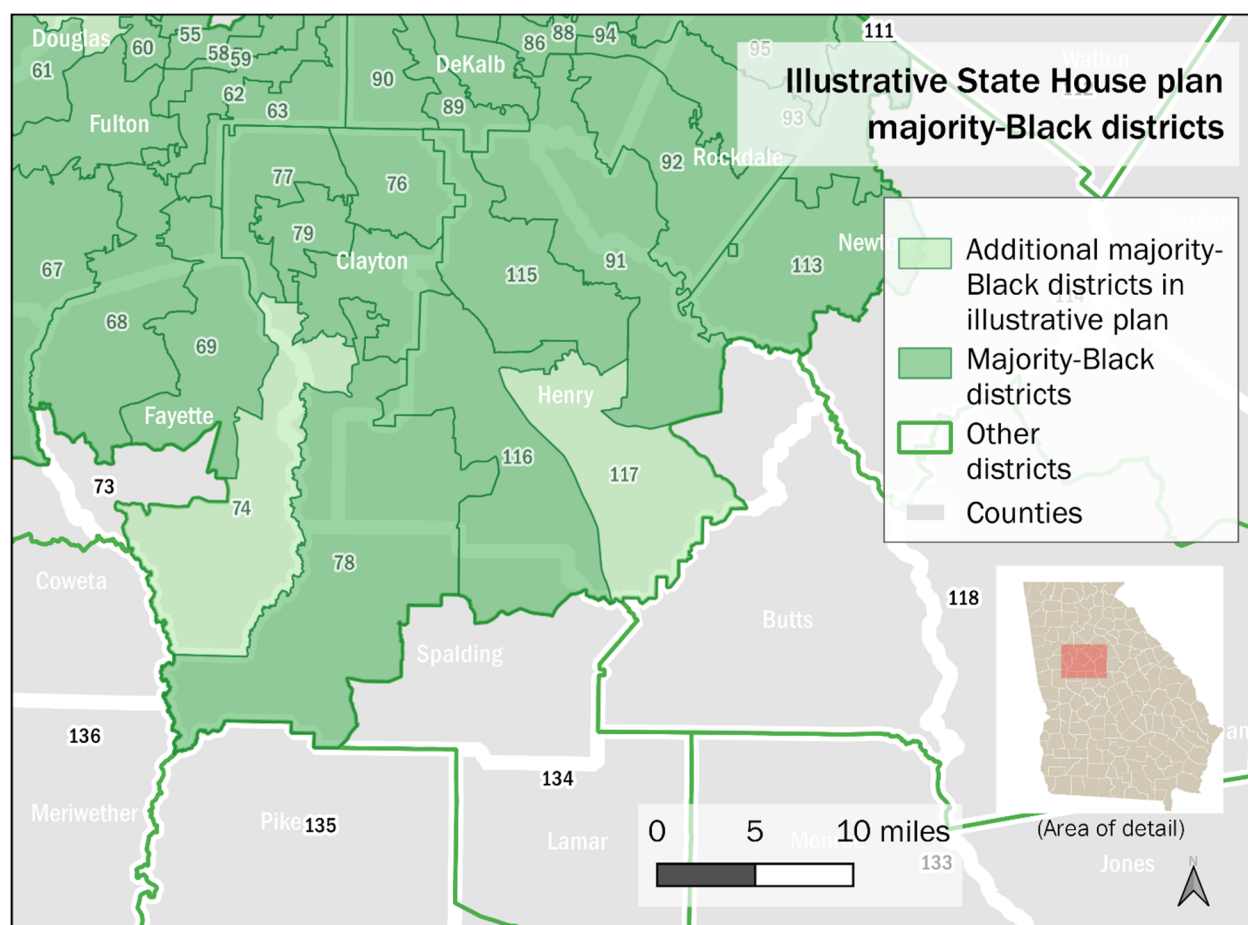 Illustrative State House plan
majority-Black districts
Additional majority-
Black districts in
illustrative plan
Majority-Black
districts
Other
districts
Counties
(Area of detail)
N
0 5 10 miles
Douglas
60
55
58
59
61
62
63
Fulton
90
DeKalb
86
88
94
89
95
93
111
Walton
92
Rockdale
77
76
79
Clayton
67
68
69
115
91
113
114
Fayette
Henry
73
74
116
117
78
Coweta
Spalding
Butts
118
136
134
Meriwether
Pike
135
Lamar
133
Jones